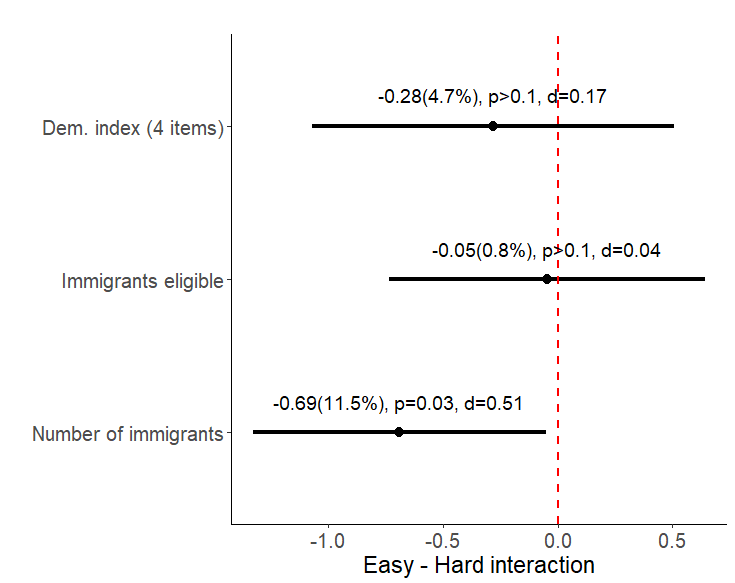 -0.28(4.7%), p>0.1, d=0.17
Dem. index (4 items)
-0.05(0.8%), p>0.1, d=0.04
Immigrants eligible
-0.69(11.5%), p=0.03, d=0.51
Number of immigrants
-1.0 -0.5 0.0 0.5
Easy - Hard interaction